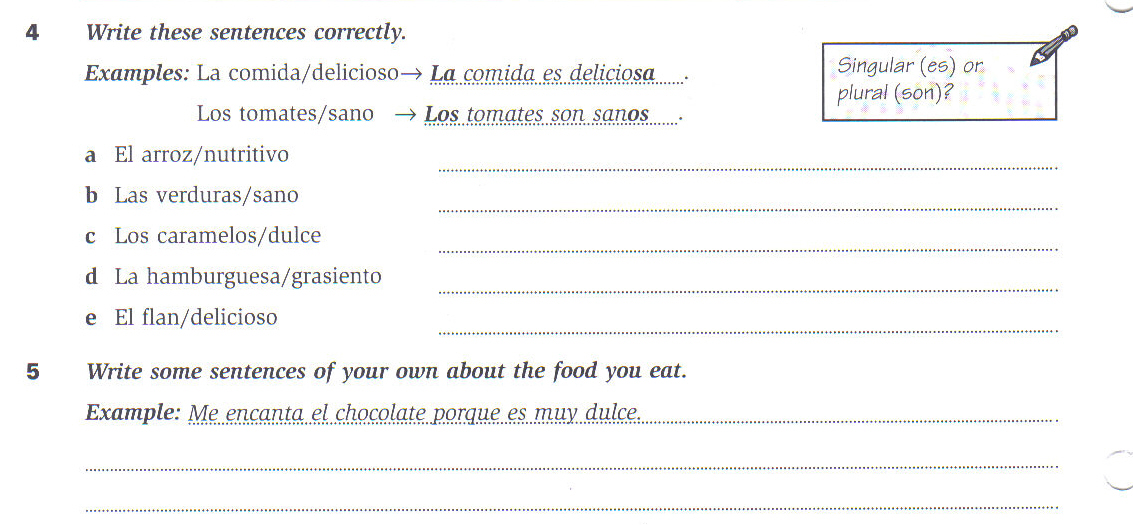 4 Write these sentences correctly.
Examples: La comida/delicioso→ La comida es deliciosa.
Singular (es) or
plural (son)?
Los tomates/sano → Los tomates son sanos.
a El arroz/nutritivo
b Las verduras/sano
c Los caramelos/dulce
d La hamburguesa/grasiento
e El flan/delicioso
5 Write some sentences of your own about the food you eat.
Example: Me encanta el chocolate porque es muy dulce.